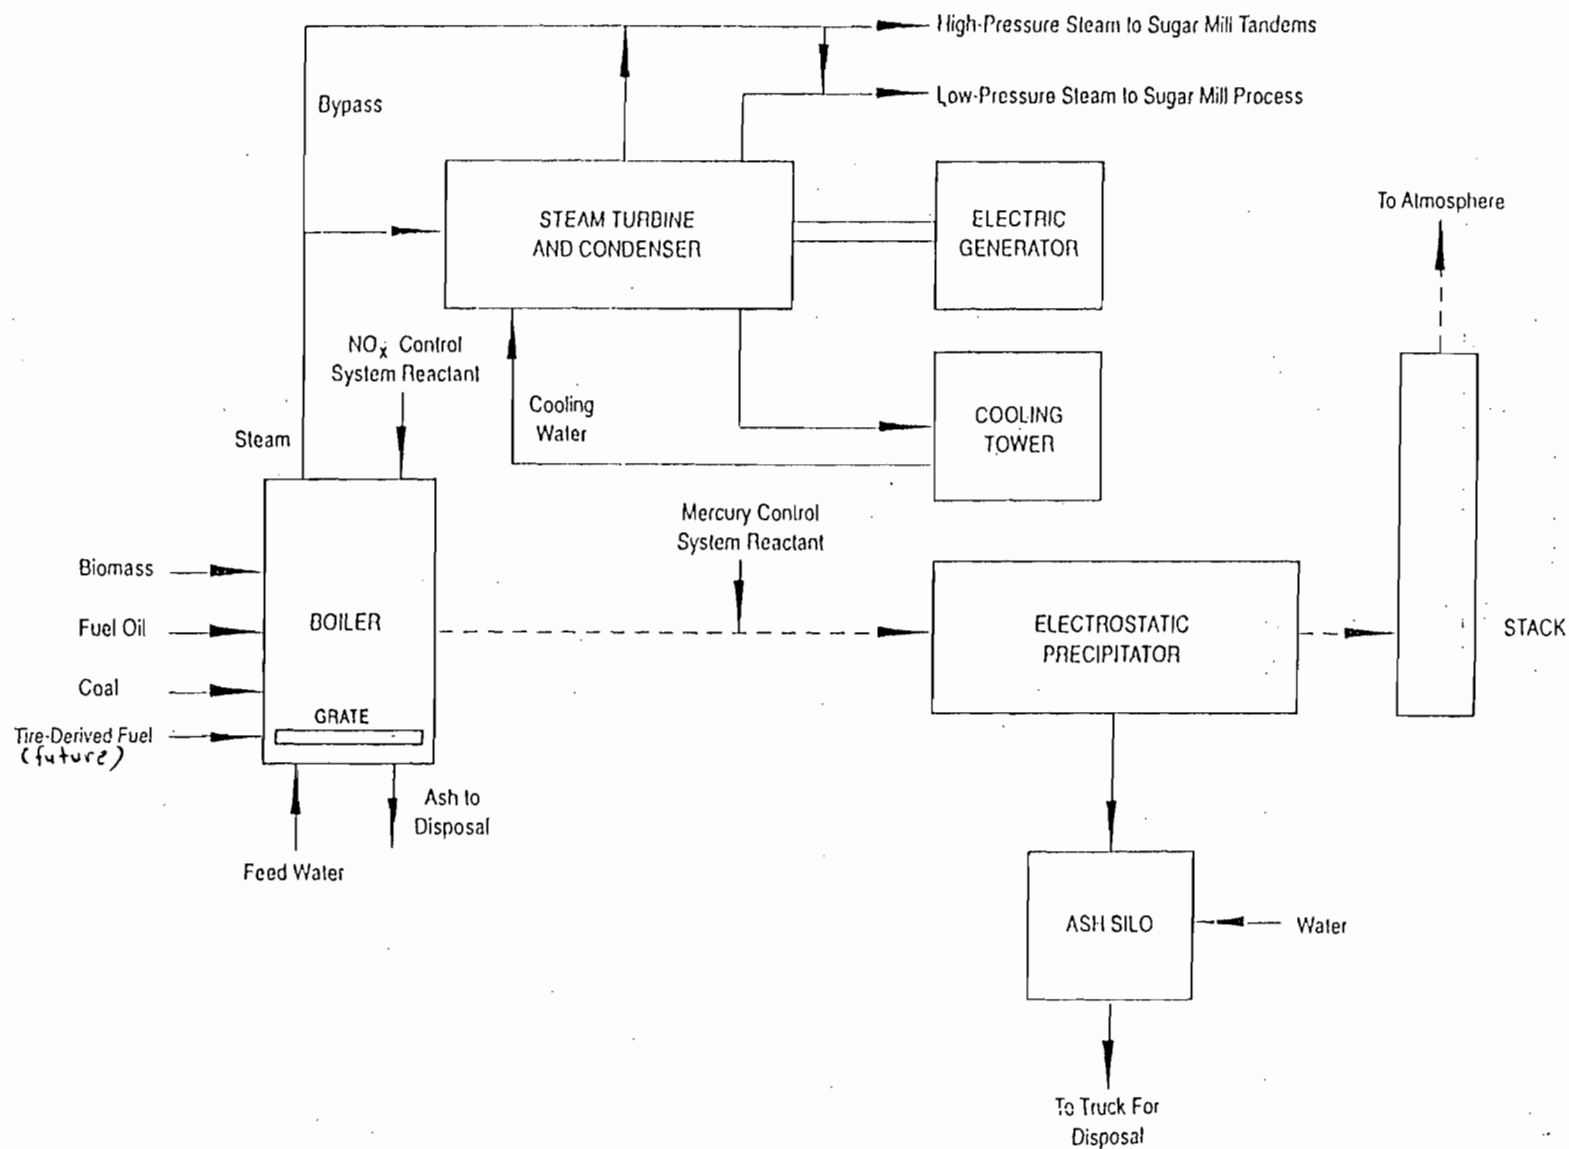 High-Pressure Steam to Sugar Mill Tandems
Low-Pressure Steam to Sugar Mill Process
Bypass
STEAM TURBINE
AND CONDENSER
ELECTRIC
GENERATOR
To Atmosphere
NOx Control
System Reactant
Cooling
Water
COOLING
TOWER
Steam
Mercury Control
System Reactant
Biomass
Fuel Oil
Coal
Tire-Derived Fuel
(future)
BOILER
GRATE
ELECTROSTATIC
PRECIPITATOR
STACK
Ash to
Disposal
Feed Water
ASH SILO
Water
To Truck For
Disposal